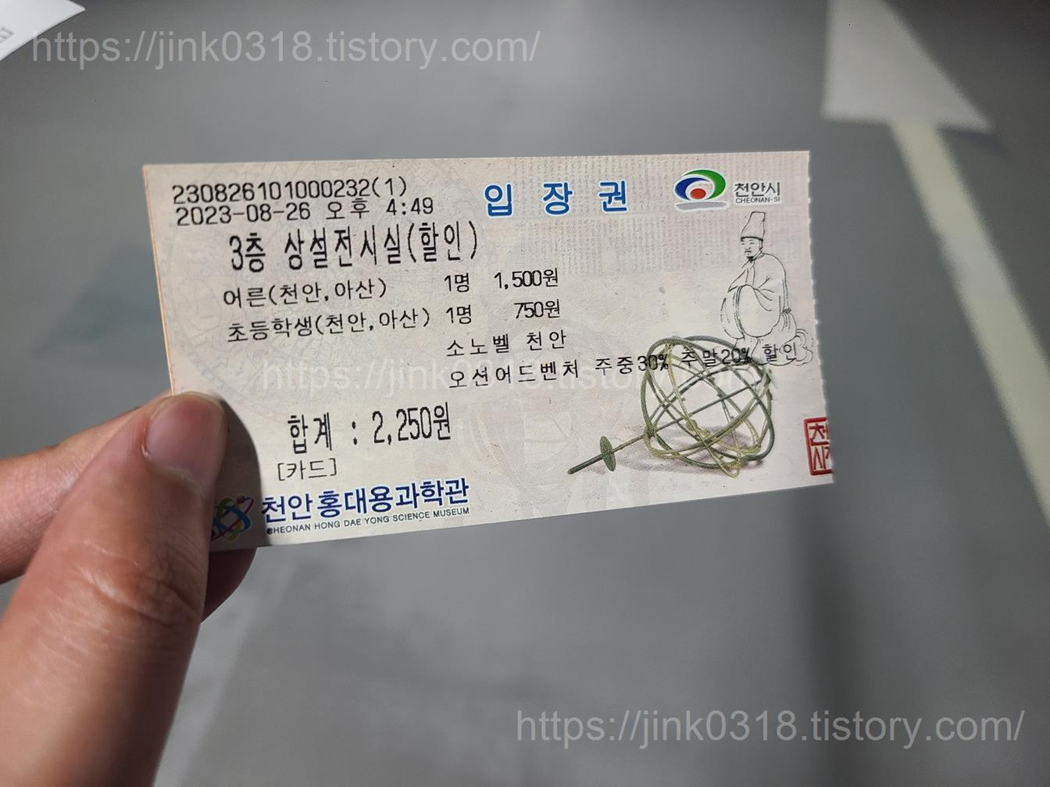 https://jink0318.tistory.com/
230826101000232(1)
2023-08-26 오후 4:49
입장권
천안시
CHEONAN-SI
3층 상설전시실(할인)
어른(천안,아산) 1명 1,500원
초등학생(천안,아산) 1명 750원
소노벨 천안
오션어드벤처 주중30% 주말20% 할인
https://jink0318.tistory.com/
합계 : 2,250원
[카드]
천안홍대용과학관
CHEONAN HONG DAE YONG SCIENCE MUSEUM
https://jink0318.tistory.com/